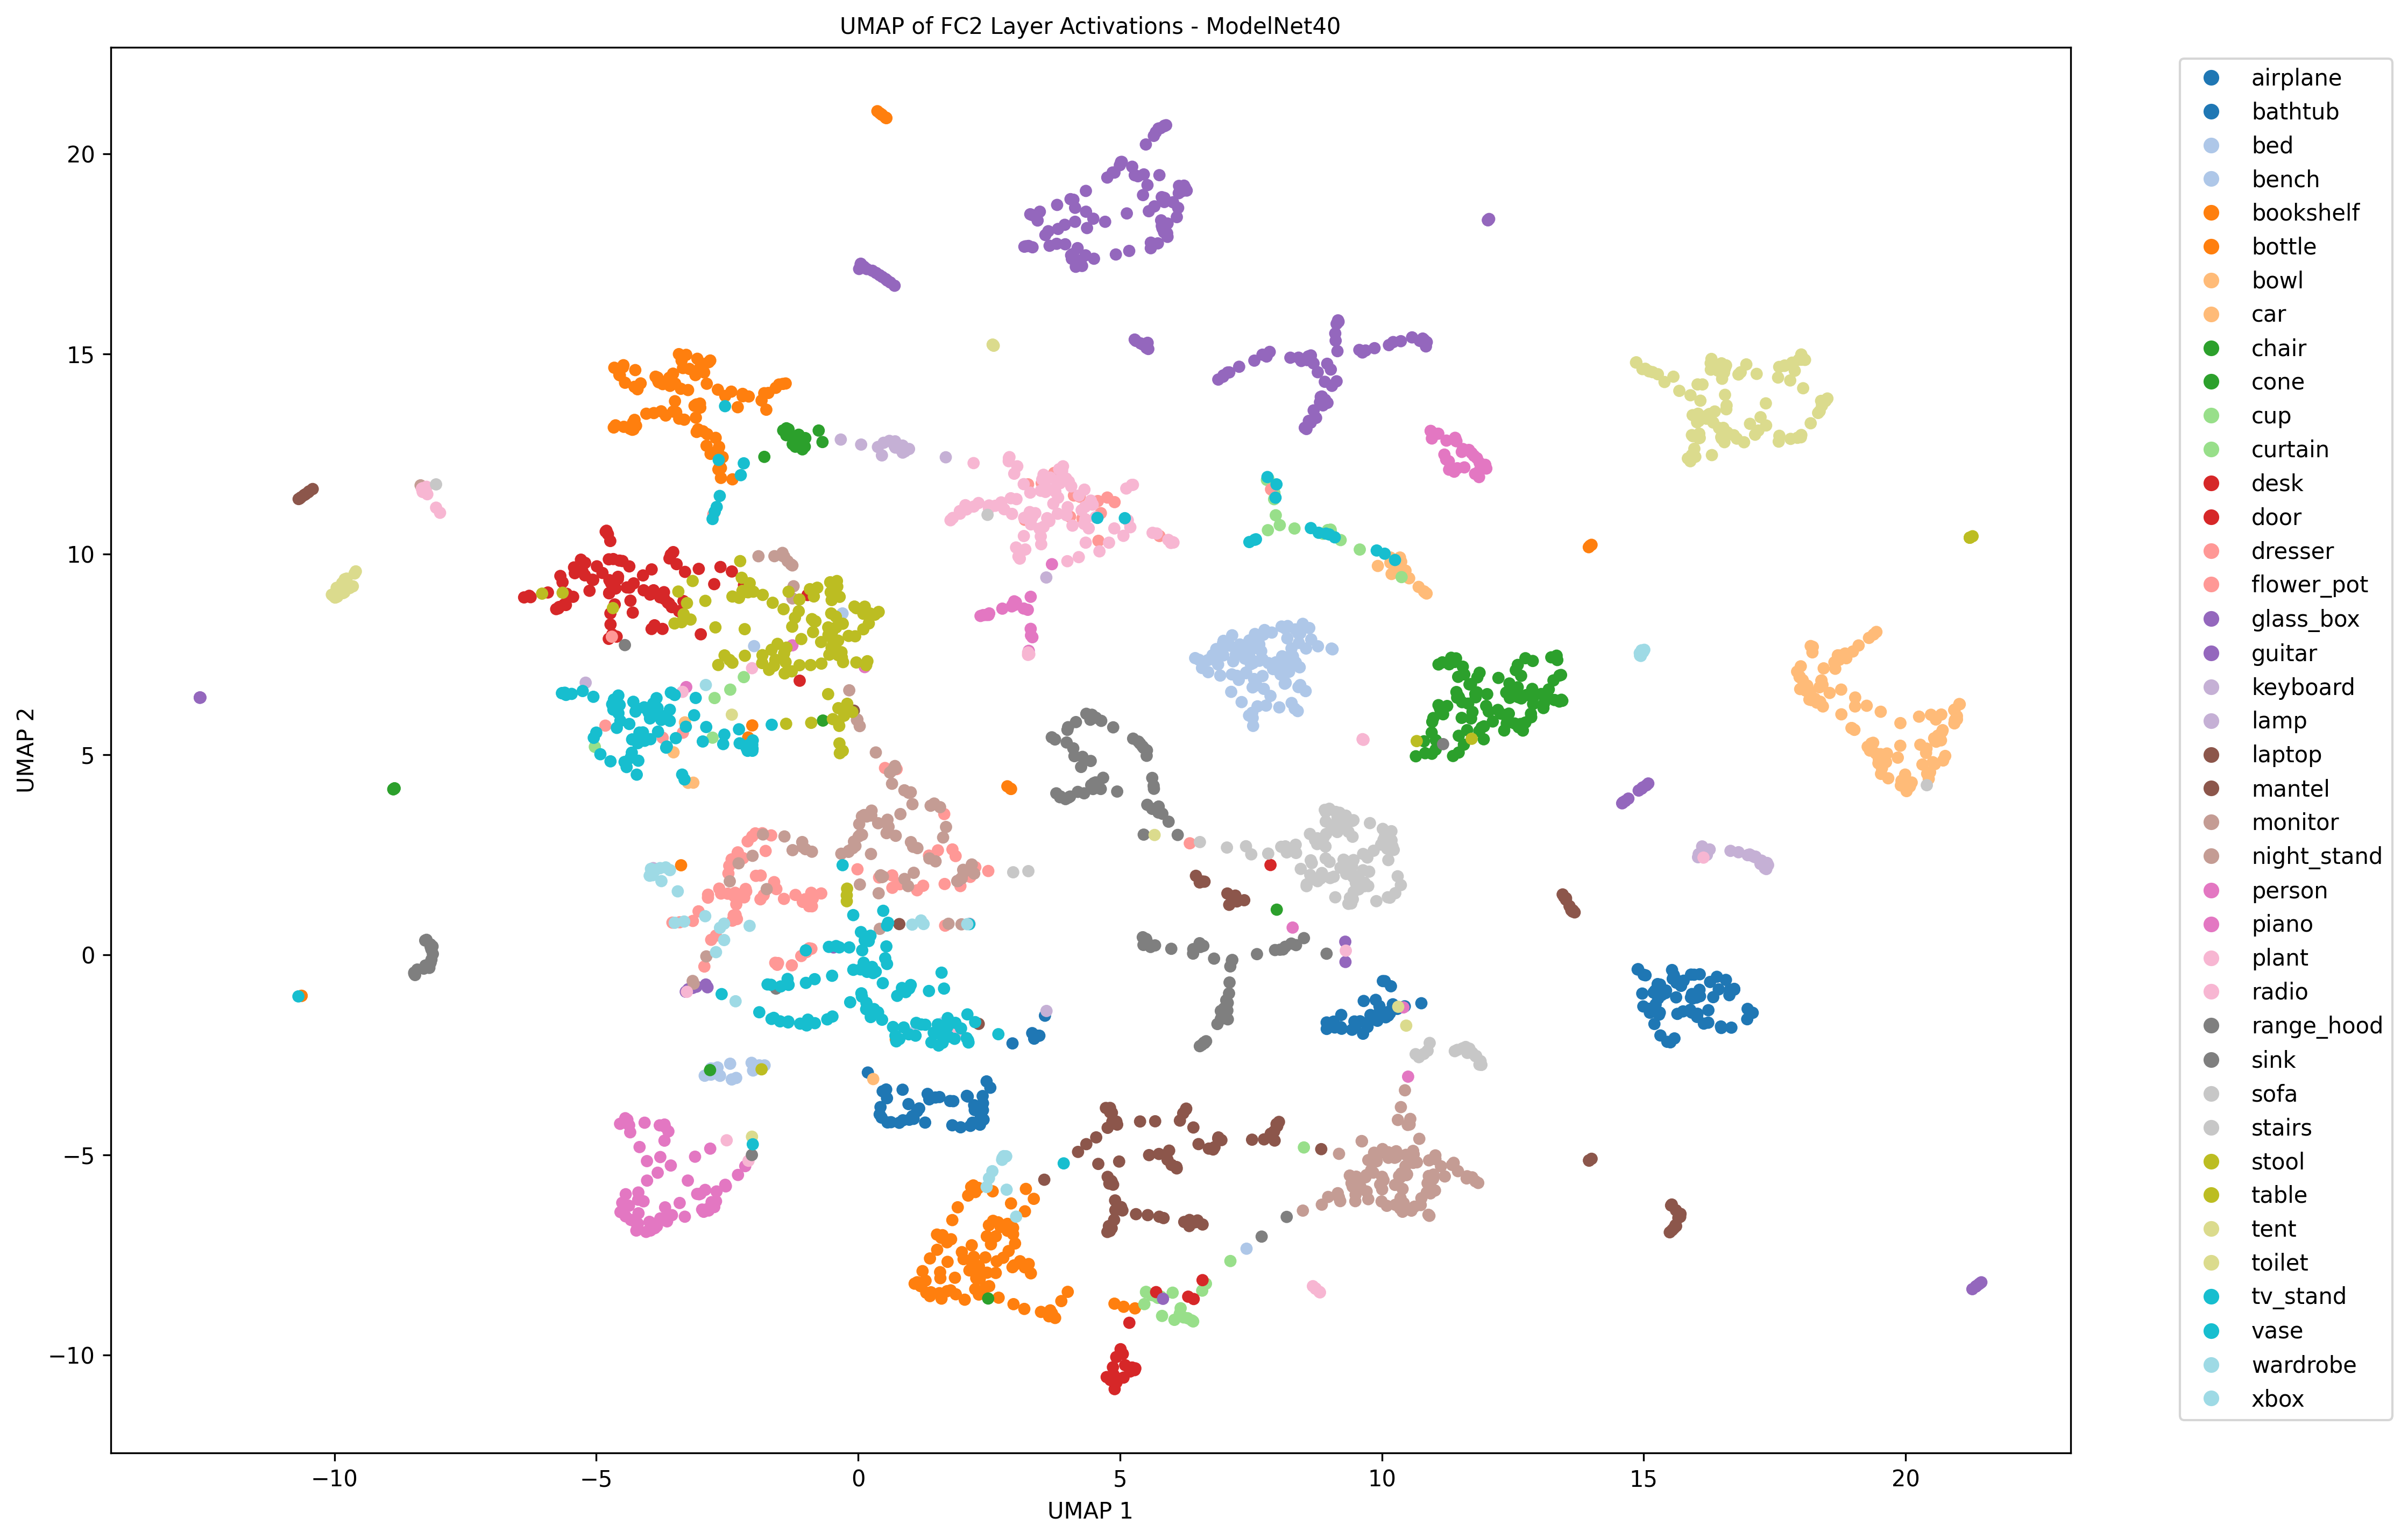 UMAP of FC2 Layer Activations - ModelNet40
20
15
10
5
0
−5
−10
UMAP 2
−10
−5
0
5
10
15
20
UMAP 1
airplane
bathtub
bed
bench
bookshelf
bottle
bowl
car
chair
cone
cup
curtain
desk
door
dresser
flower_pot
glass_box
guitar
keyboard
lamp
laptop
mantel
monitor
night_stand
person
piano
plant
radio
range_hood
sink
sofa
stairs
stool
table
tent
toilet
tv_stand
vase
wardrobe
xbox